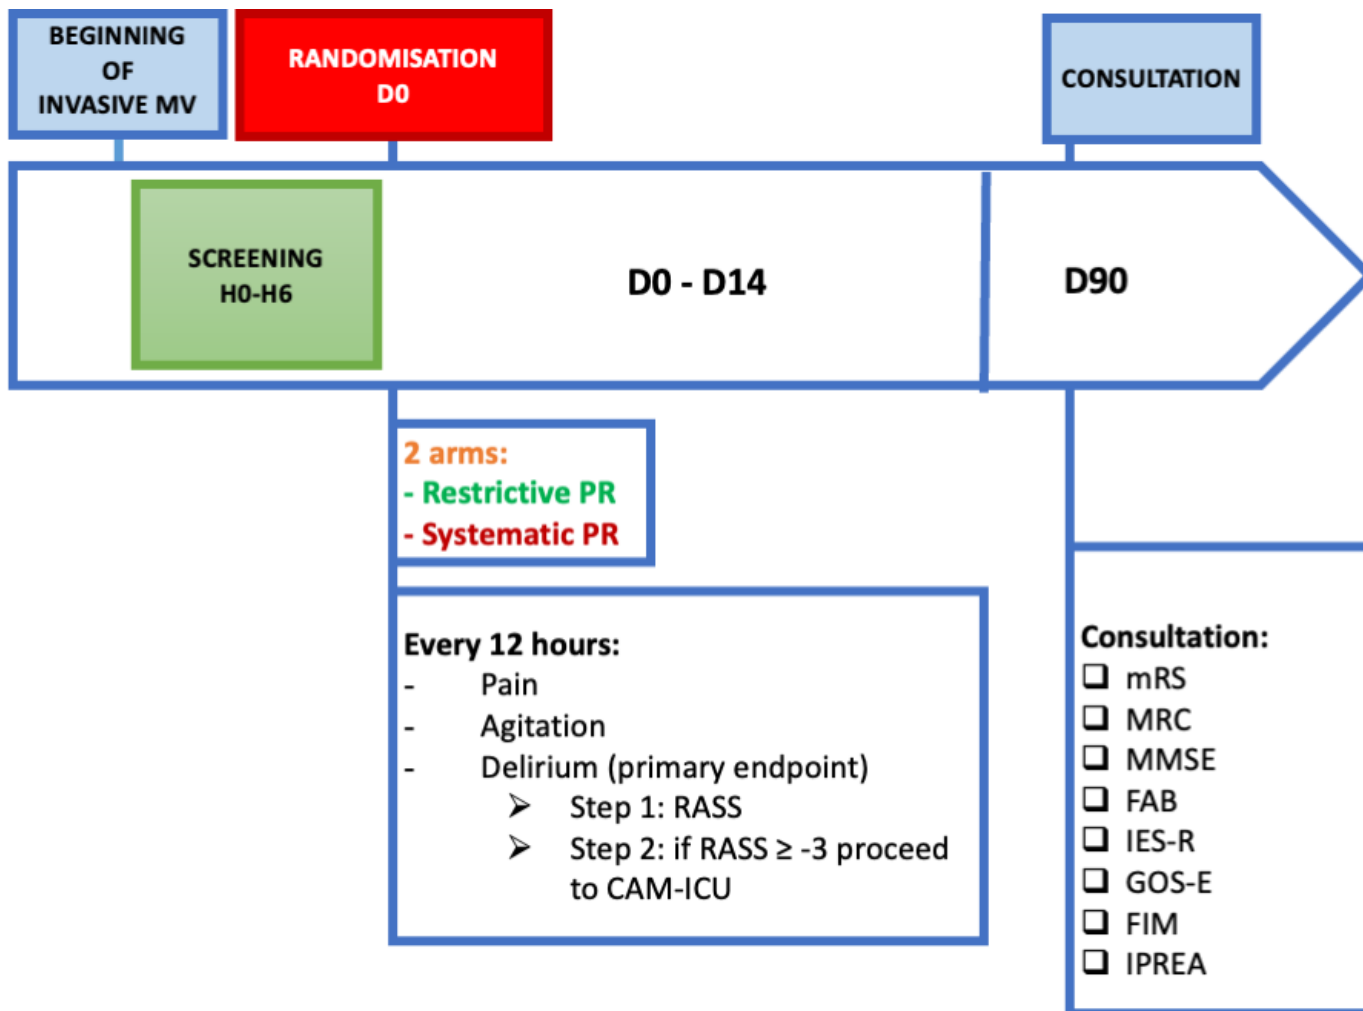 BEGINNING
OF
INVASIVE MV
RANDOMISATION
D0
CONSULTATION
SCREENING
H0-H6
D0 - D14
D90
2 arms:
- Restrictive PR
- Systematic PR
Every 12 hours:
- Pain
- Agitation
- Delirium (primary endpoint)
➢ Step 1: RASS
➢ Step 2: if RASS ≥ -3 proceed
to CAM-ICU
Consultation:
❑ mRS
❑ MRC
❑ MMSE
❑ FAB
❑ IES-R
❑ GOS-E
❑ FIM
❑ IPREA